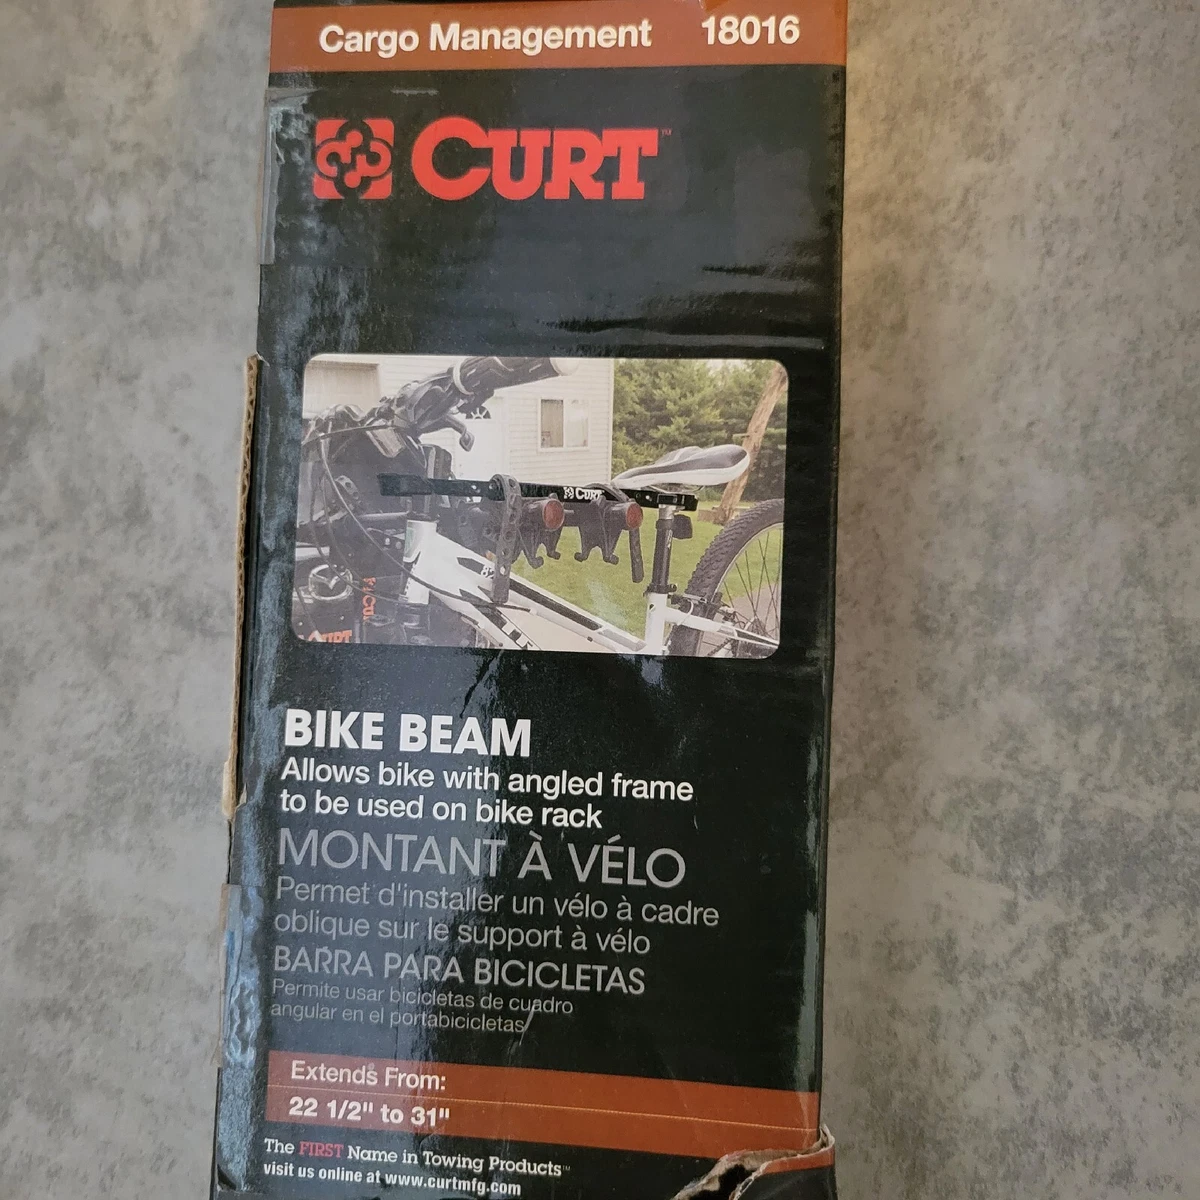 Cargo Management 18016
CURT™
CURT
CURT
BIKE BEAM
Allows bike with angled frame
to be used on bike rack
MONTANT À VÉLO
Permet d'installer un vélo à cadre
oblique sur le support à vélo
BARRA PARA BICICLETAS
Permite usar bicicletas de cuadro
angular en el portabicicletas
Extends From:
22 1/2" to 31"
The FIRST Name in Towing Products™
visit us online at www.curtmfg.com